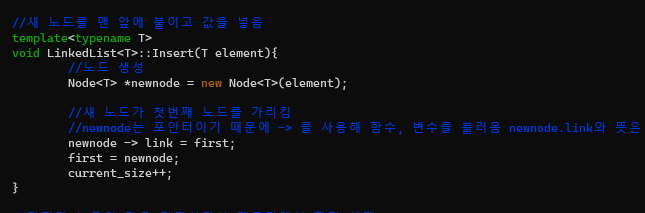 //새 노드를 맨 앞에 붙이고 값을 넣음
template<typename T>
void LinkedList<T>::Insert(T element){
//노드 생성
Node<T> *newnode = new Node<T>(element);
//새 노드가 첫번째 노드를 가리킴
//newnode는 포인터이기 때문에 -> 를 사용해 함수, 변수를 불러옴 newnode.link와 뜻은
newnode -> link = first;
first = newnode;
current_size++;
}